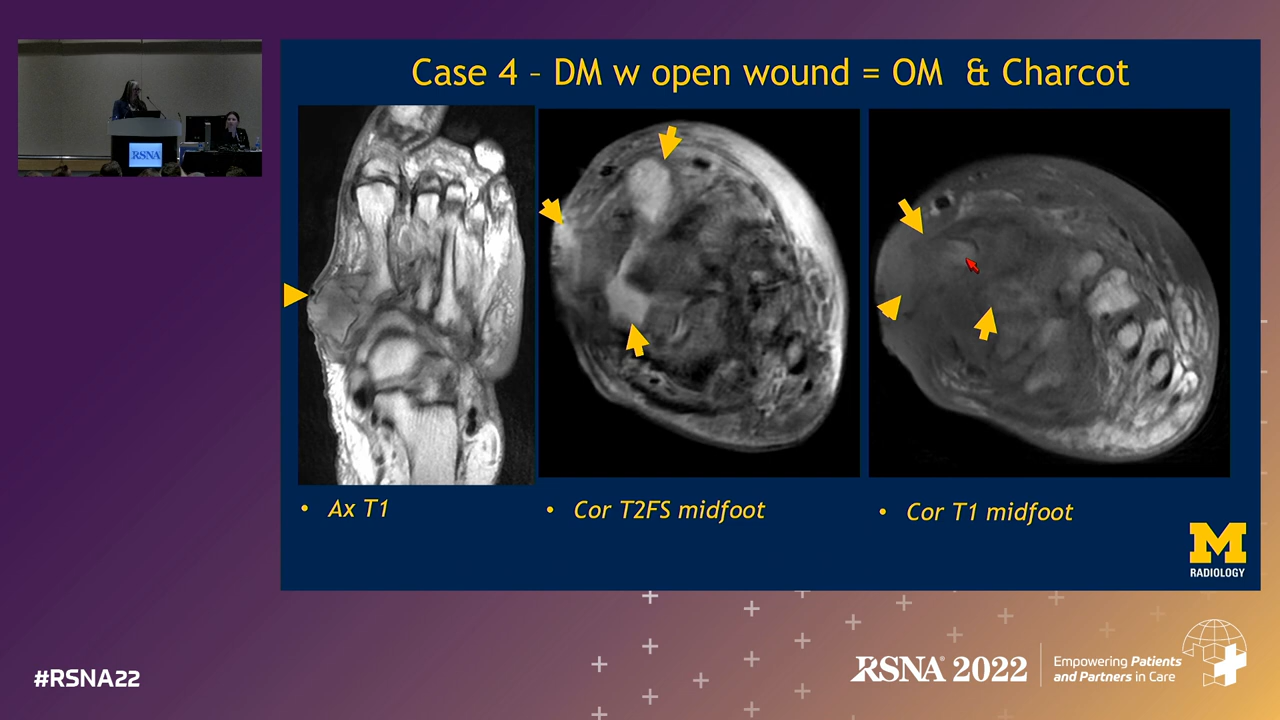 Case 4 – DM w open wound = OM & Charcot
RSNA
• Ax T1
• Cor T2FS midfoot
• Cor T1 midfoot
M
RADIOLOGY
#RSNA22
RSNA® 2022
Empowering Patients
and Partners in Care